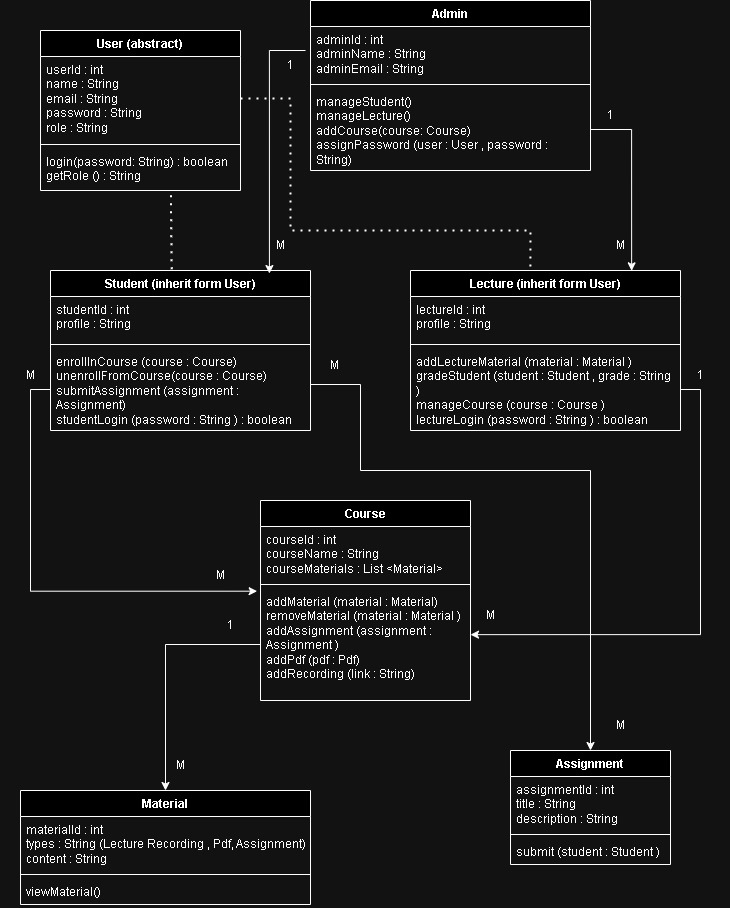 Admin
adminId : int
adminName : String
adminEmail : String
manageStudent()
manageLecture()
addCourse(course: Course)
assignPassword (user : User , password :
String)
User (abstract)
userId : int
name : String
email : String
password : String
role : String
login(password: String) : boolean
getRole () : String
1
1
M
M
Student (inherit form User)
studentId : int
profile : String
enrollInCourse (course : Course)
unenrollFromCourse(course : Course)
submitAssignment (assignment :
Assignment)
studentLogin (password : String ) : boolean
Lecture (inherit form User)
lectureId : int
profile : String
addLectureMaterial (material : Material )
gradeStudent (student : Student , grade : String
)
manageCourse (course : Course )
lectureLogin (password : String ) : boolean
M
M
1
Course
courseId : int
courseName : String
courseMaterials : List <Material>
addMaterial (material : Material)
removeMaterial (material : Material )
addAssignment (assignment :
Assignment )
addPdf (pdf : Pdf)
addRecording (link : String)
M
M
1
M
M
Assignment
assignmentId : int
title : String
description : String
submit (student : Student )
Material
materialId : int
types : String (Lecture Recording , Pdf, Assignment)
content : String
viewMaterial()